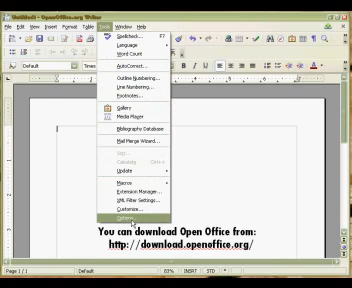 Untitled1 - OpenOffice.org Writer
File Edit View Insert Format Table Tools Window Help
Spellcheck... F7
Language
Word Count
AutoCorrect...
Outline Numbering...
Line Numbering...
Footnotes...
Gallery
Media Player
Bibliography Database
Mail Merge Wizard...
Sort...
Calculate Ctrl++
Update
Macros
Extension Manager...
XML Filter Settings...
Customize...
Options...
Default
Times
B I U
You can download Open Office from:
http://download.openoffice.org/
Page 1 / 1 Default 83% INSRT STD *